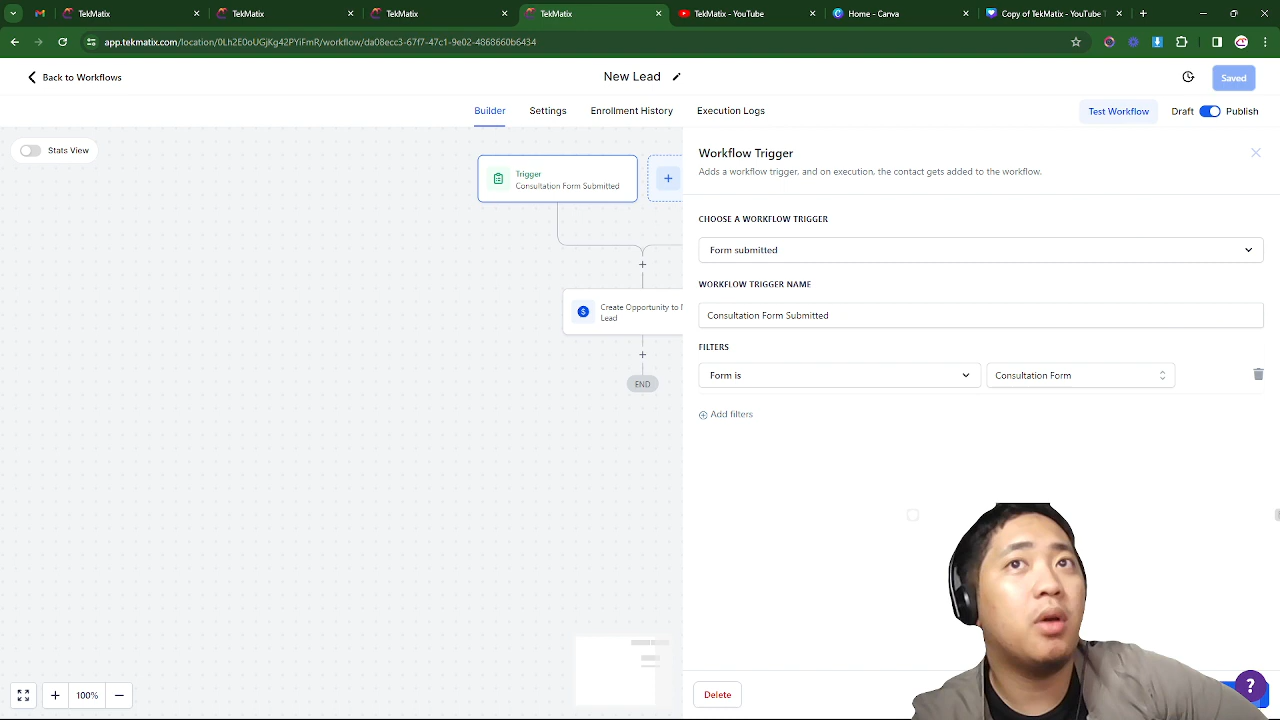 TekMatix
TekMatix
TekMatix
TekMatix
TekMatix - YouTube
Home - Canva
Copy of TekMatix - YouTube T
app.tekmatix.com/location/0Lh2E0oUGjKg42PYiFmR/workflow/da08ecc3-67f7-47c1-9e02-4868660b6434
Back to Workflows
New Lead
Saved
Builder
Settings
Enrollment History
Execution Logs
Test Workflow
Draft
Publish
Stats View
Trigger
Consultation Form Submitted
Create Opportunity to
Lead
END
100%
Workflow Trigger
Adds a workflow trigger, and on execution, the contact gets added to the workflow.
CHOOSE A WORKFLOW TRIGGER
Form submitted
WORKFLOW TRIGGER NAME
Consultation Form Submitted
FILTERS
Form is
Consultation Form
Add filters
Delete
?